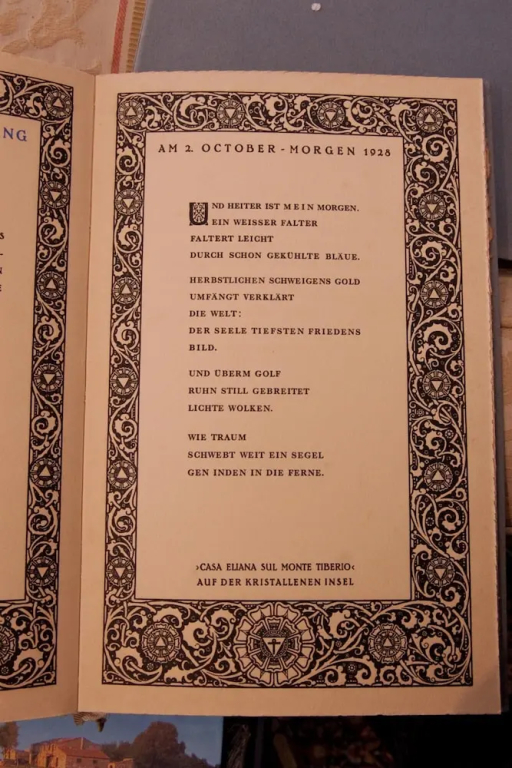 NG
S
-
N
E
AM 2. OCTOBER - MORGEN 1928
UND HEITER IST MEIN MORGEN.
EIN WEISSER FALTER
FALTERT LEICHT
DURCH SCHON GEKÜHLTE BLÄUE.
HERBSTLICHEN SCHWEIGENS GOLD
UMFÄNGT VERKLÄRT
DIE WELT:
DER SEELE TIEFSTEN FRIEDENS
BILD.
UND ÜBERM GOLF
RUHN STILL GEBREITET
LICHTE WOLKEN.
WIE TRAUM
SCHWEBT WEIT EIN SEGEL
GEN INDEN IN DIE FERNE.
›CASA ELIANA SUL MONTE TIBERIO‹
AUF DER KRISTALLENEN INSEL